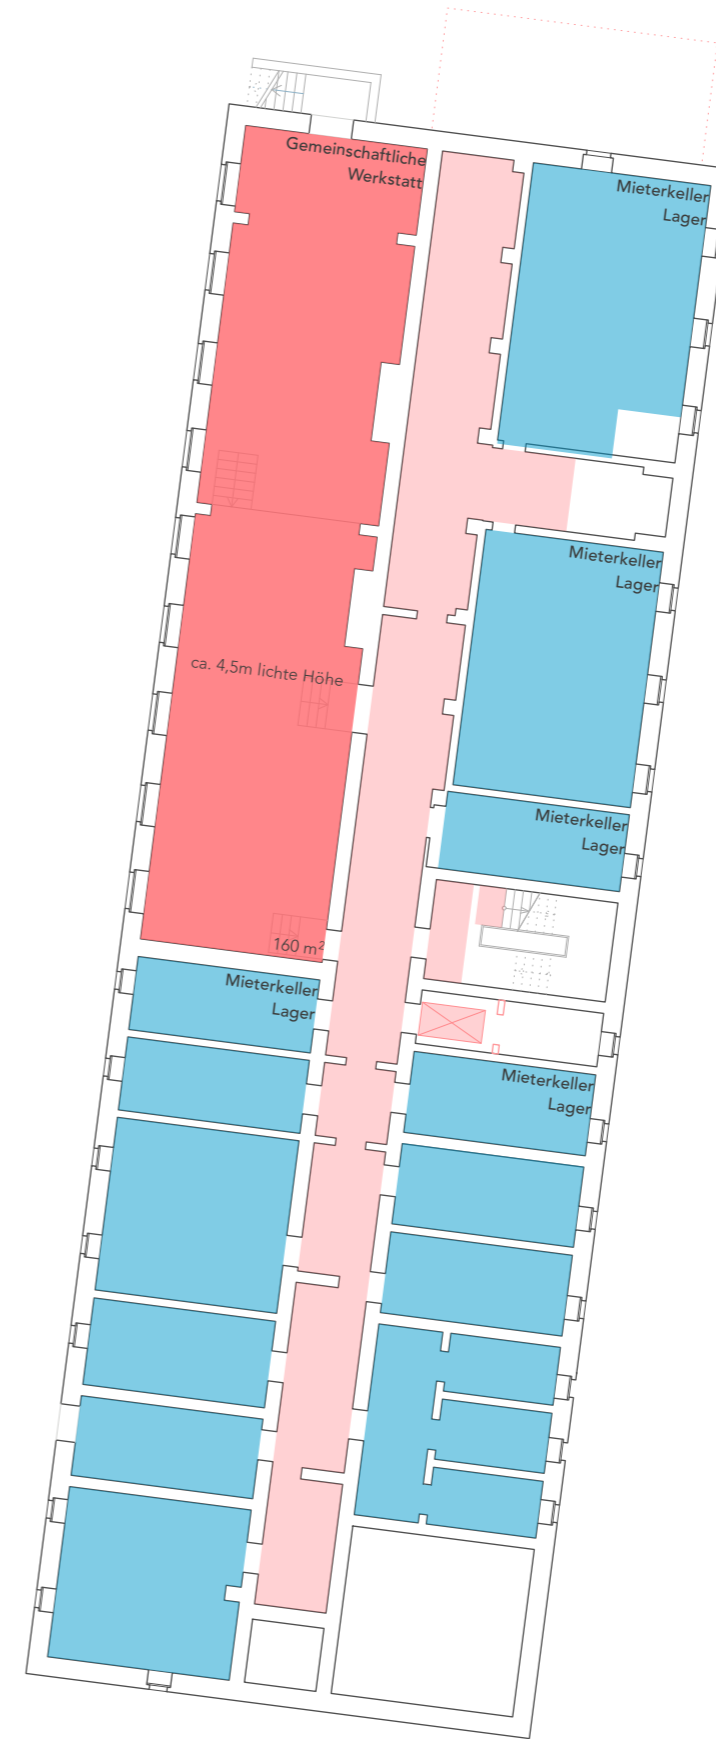 Gemeinschaftliche
Werkstatt
Mieterkeller
Lager
Mieterkeller
Lager
ca. 4,5m lichte Höhe
Mieterkeller
Lager
160 m²
Mieterkeller
Lager
Mieterkeller
Lager